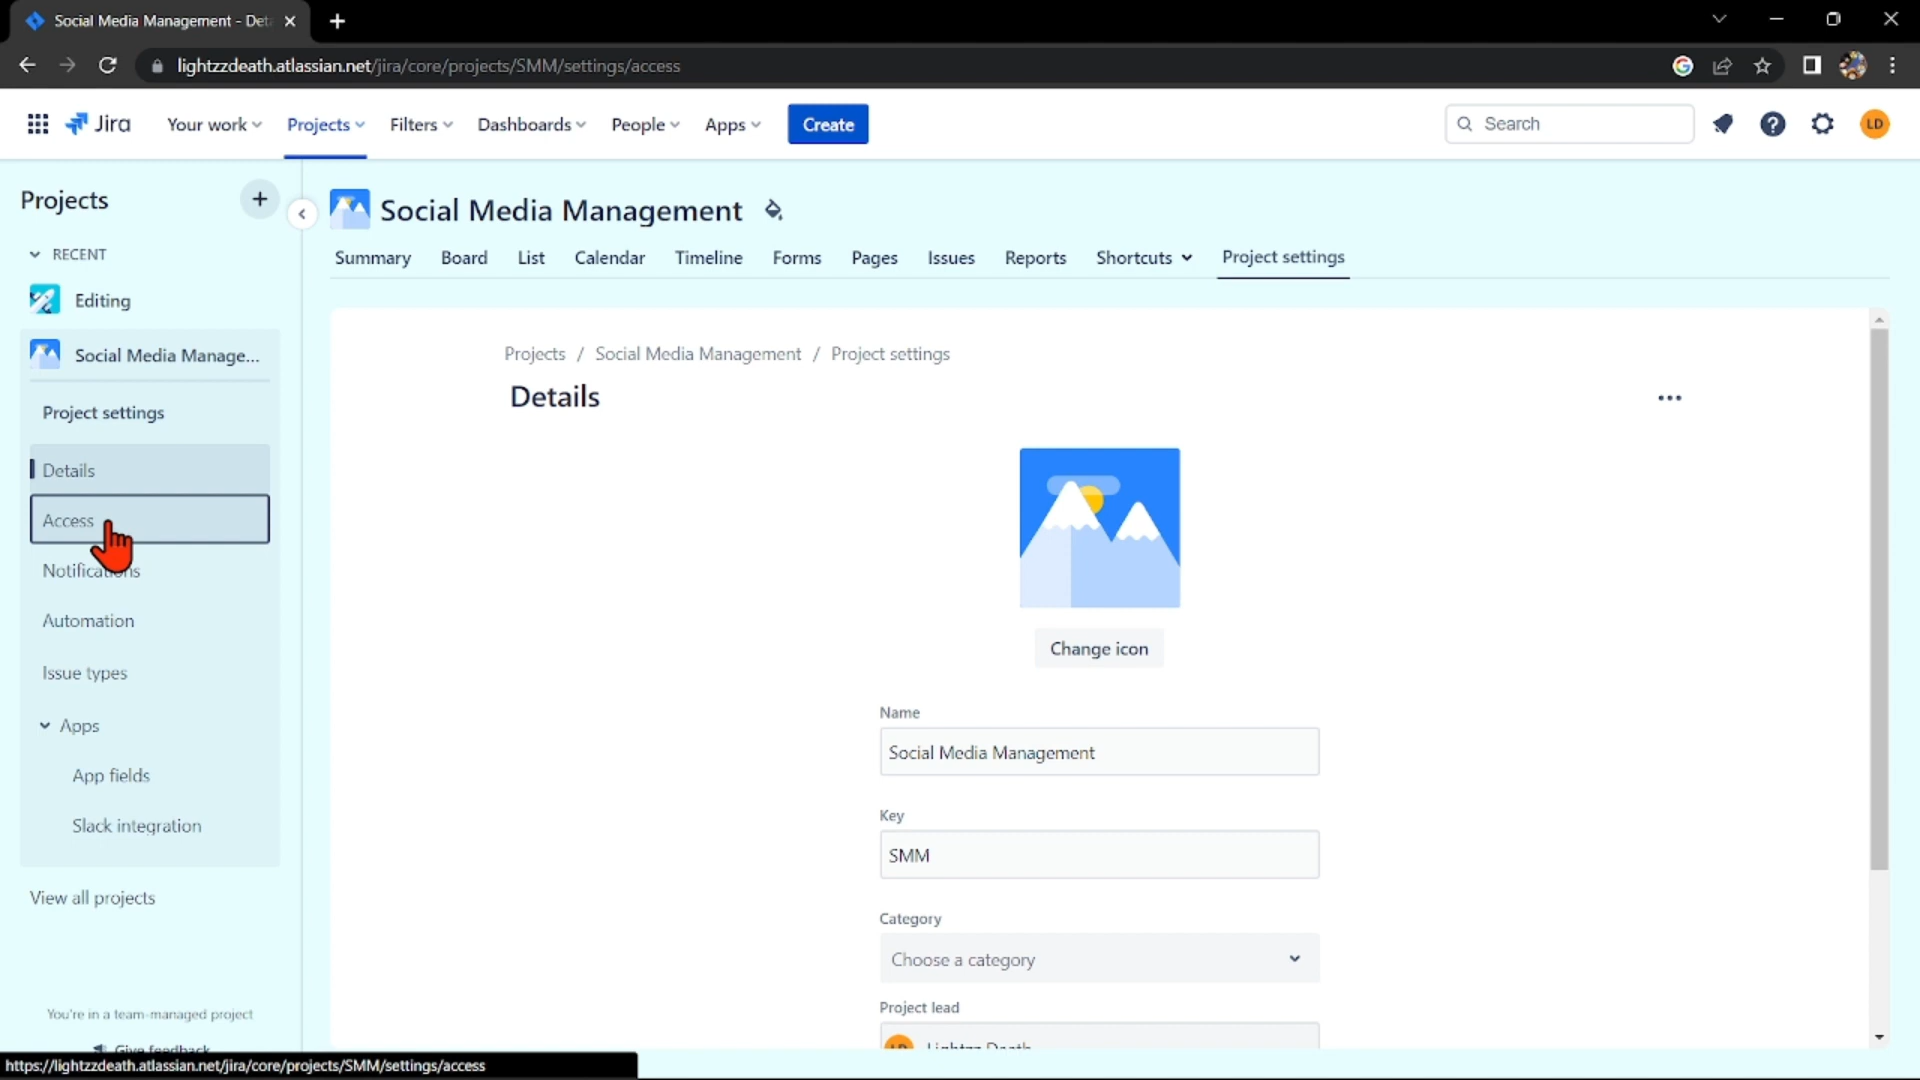 Social Media Management - Det
lightzzdeath.atlassian.net/jira/core/projects/SMM/settings/access
Jira
Your work
Projects
Filters
Dashboards
People
Apps
Create
Search
LD
Projects
RECENT
Editing
Social Media Manage...
Project settings
Details
Access
Notifications
Automation
Issue types
Apps
App fields
Slack integration
View all projects
You're in a team-managed project
Give feedback
https://lightzzdeath.atlassian.net/jira/core/projects/SMM/settings/access
Social Media Management
Summary
Board
List
Calendar
Timeline
Forms
Pages
Issues
Reports
Shortcuts
Project settings
Projects / Social Media Management / Project settings
Details
Change icon
Name
Social Media Management
Key
SMM
Category
Choose a category
Project lead
LD Lightzz Death